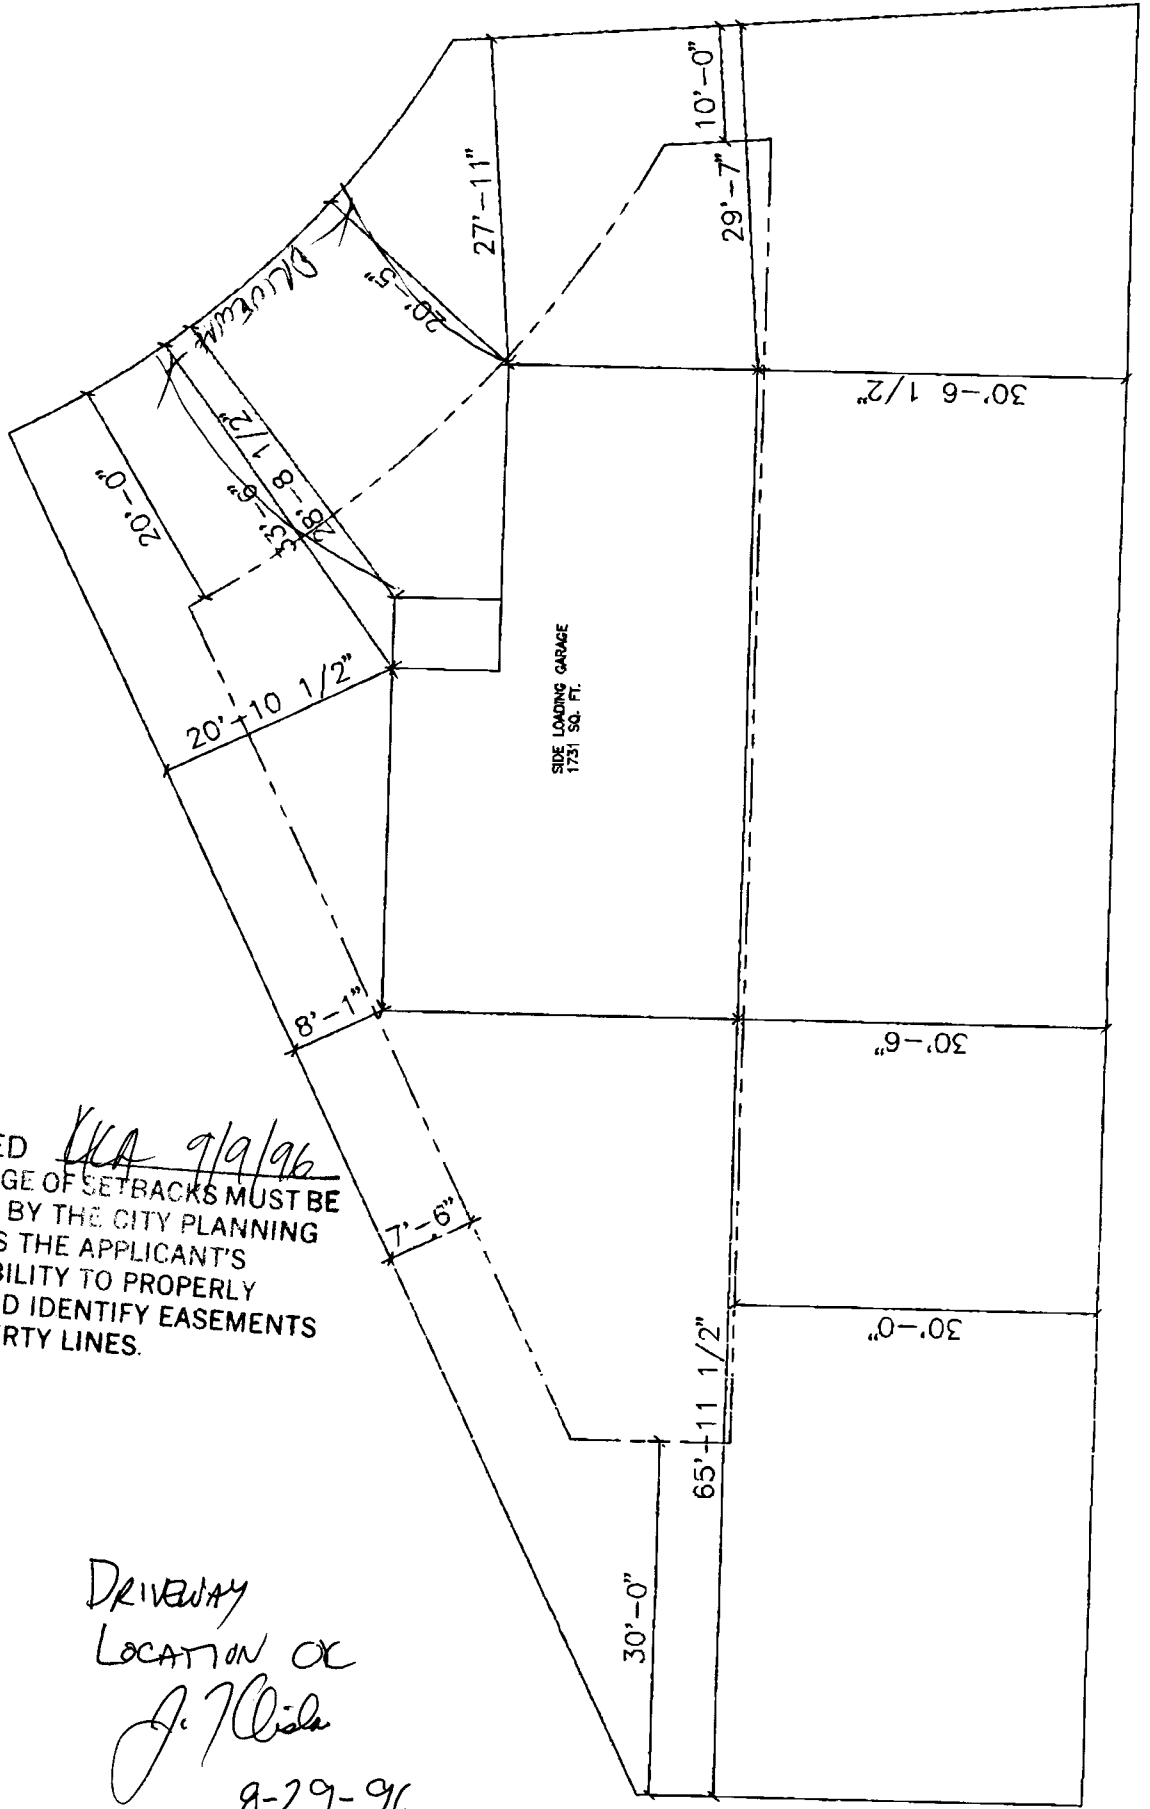 10'-0"
27'-11"
29'-7"
DRIVEWAY
20'-5"
30'-6 1/2"
20'-0"
33'-6"
28'-8 1/2"
20'-10 1/2"
SIDE LOADING GARAGE
1731 SQ. FT.
8'-1"
30'-6"
ED KKA 9/9/96
GE OF SETBACKS MUST BE
BY THE CITY PLANNING
S THE APPLICANT'S
BILITY TO PROPERLY
D IDENTIFY EASEMENTS
RTY LINES.
7'-6"
30'-0"
65'-11 1/2"
30'-0"
DRIVEWAY
LOCATION OK
8-29-96